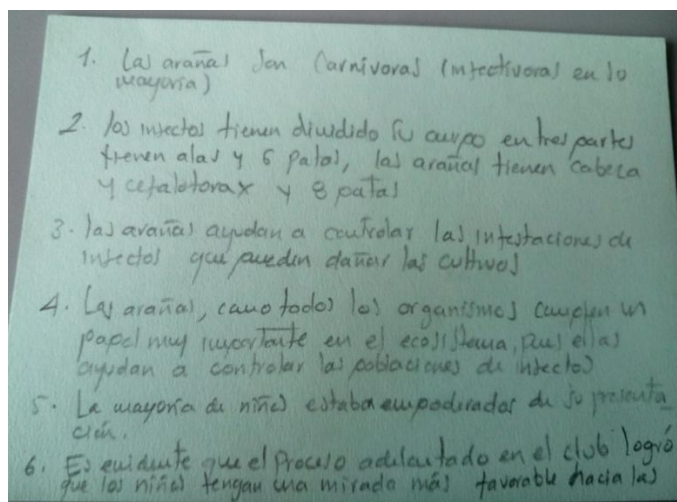 1. Las arañas son Carnívoras (insectívoras en lo
mayoría)
2. los insectos tienen dividido su cuerpo en tres partes
tienen alas y 6 patas, las arañas tienen cabeza
y cefalotorax y 8 patas
3. las arañas ayudan a controlar las infestaciones de
insectos que pueden dañar las cultivos
4. Las arañas, como todos los organismos cumplen un
papel muy importante en el ecosistema, pues ellas
ayudan a controlar las poblaciones de insectos
5. La mayoría de niños estaba empoderados de su presenta
ción.
6. Es evidente que el Proceso adelantado en el club logró
que los niños tengan una mirada más favorable hacia las